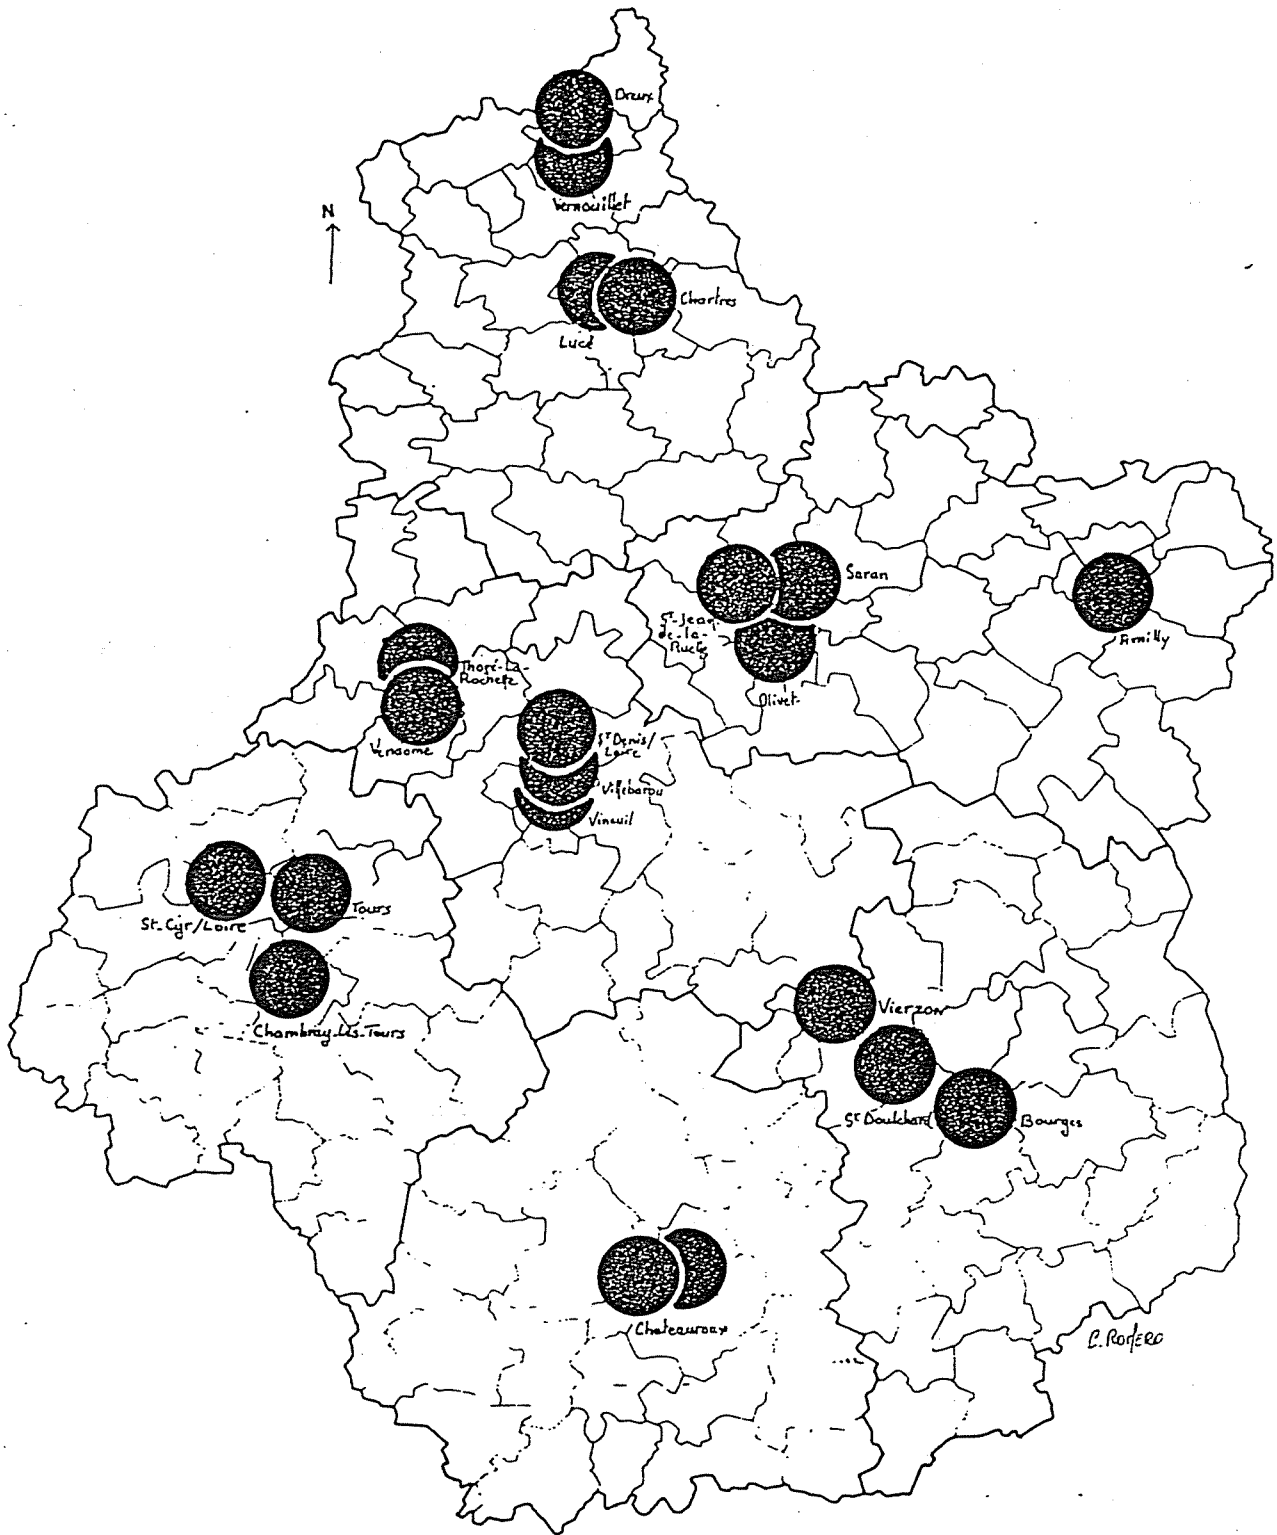 Dreux
Vernouillet
N
Chartres
Lucé
Saran
St-Jean-
de-la-
Ruelle
Amilly
Thoré-La-
Rochette
Olivet
Vendome
St Denis/
Loire
Villebarou
Vineuil
Tours
St-Cyr/Loire
Chambray-Lès-Tours
Vierzon
St Doulchard
Bourges
Chateauroux
C. ROMERO